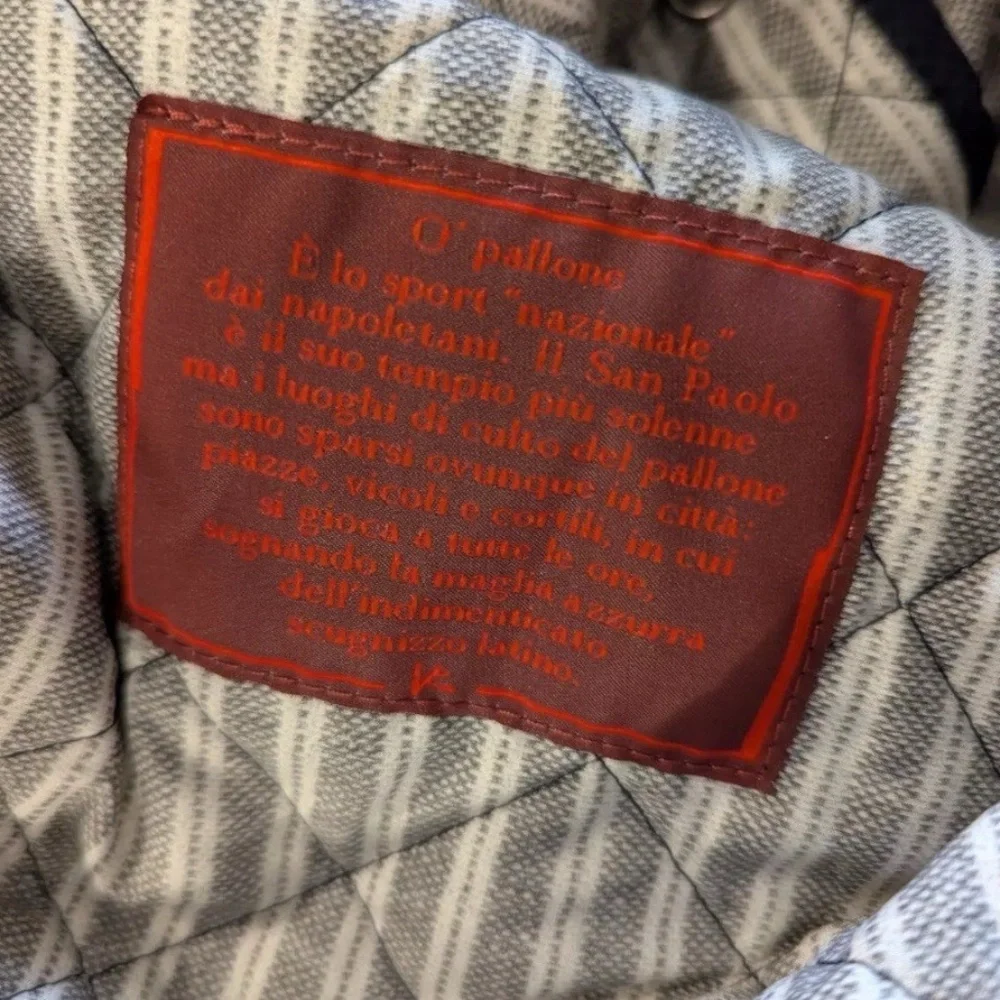 O' pallone
È lo sport "nazionale"
dai napoletani. Il San Paolo
è il suo tempio più solenne
ma i luoghi di culto del pallone
sono sparsi ovunque in città:
piazze, vicoli e cortili, in cui
si gioca a tutte le ore,
sognando la maglia azzurra
dell'indimenticato
scugnizzo latino.